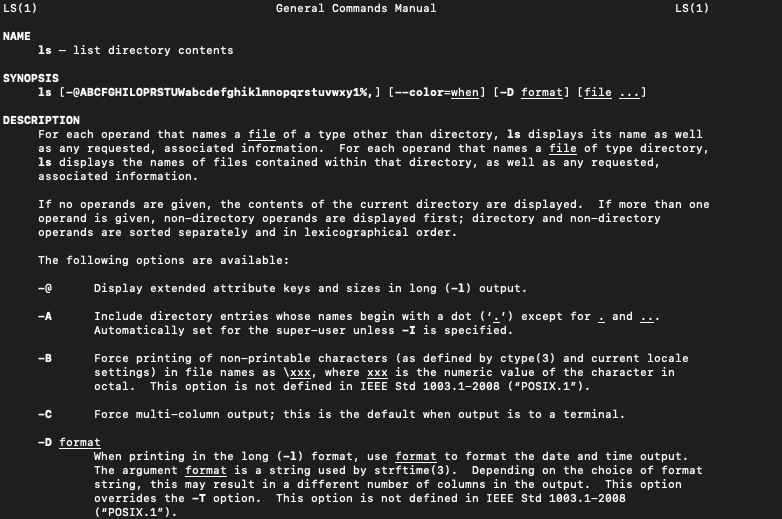 LS(1) General Commands Manual LS(1)
NAME
ls – list directory contents
SYNOPSIS
ls [-@ABCFGHILOPRSTUWabcdefghiklmnopqrstuvwxy1%,] [--color=when] [-D format] [file ...]
DESCRIPTION
For each operand that names a file of a type other than directory, ls displays its name as well
as any requested, associated information. For each operand that names a file of type directory,
ls displays the names of files contained within that directory, as well as any requested,
associated information.
If no operands are given, the contents of the current directory are displayed. If more than one
operand is given, non-directory operands are displayed first; directory and non-directory
operands are sorted separately and in lexicographical order.
The following options are available:
-@ Display extended attribute keys and sizes in long (-l) output.
-A Include directory entries whose names begin with a dot (‘.’) except for . and ...
Automatically set for the super-user unless -I is specified.
-B Force printing of non-printable characters (as defined by ctype(3) and current locale
settings) in file names as \xxx, where xxx is the numeric value of the character in
octal. This option is not defined in IEEE Std 1003.1-2008 (“POSIX.1”).
-C Force multi-column output; this is the default when output is to a terminal.
-D format
When printing in the long (-l) format, use format to format the date and time output.
The argument format is a string used by strftime(3). Depending on the choice of format
string, this may result in a different number of columns in the output. This option
overrides the -T option. This option is not defined in IEEE Std 1003.1-2008
(“POSIX.1”).